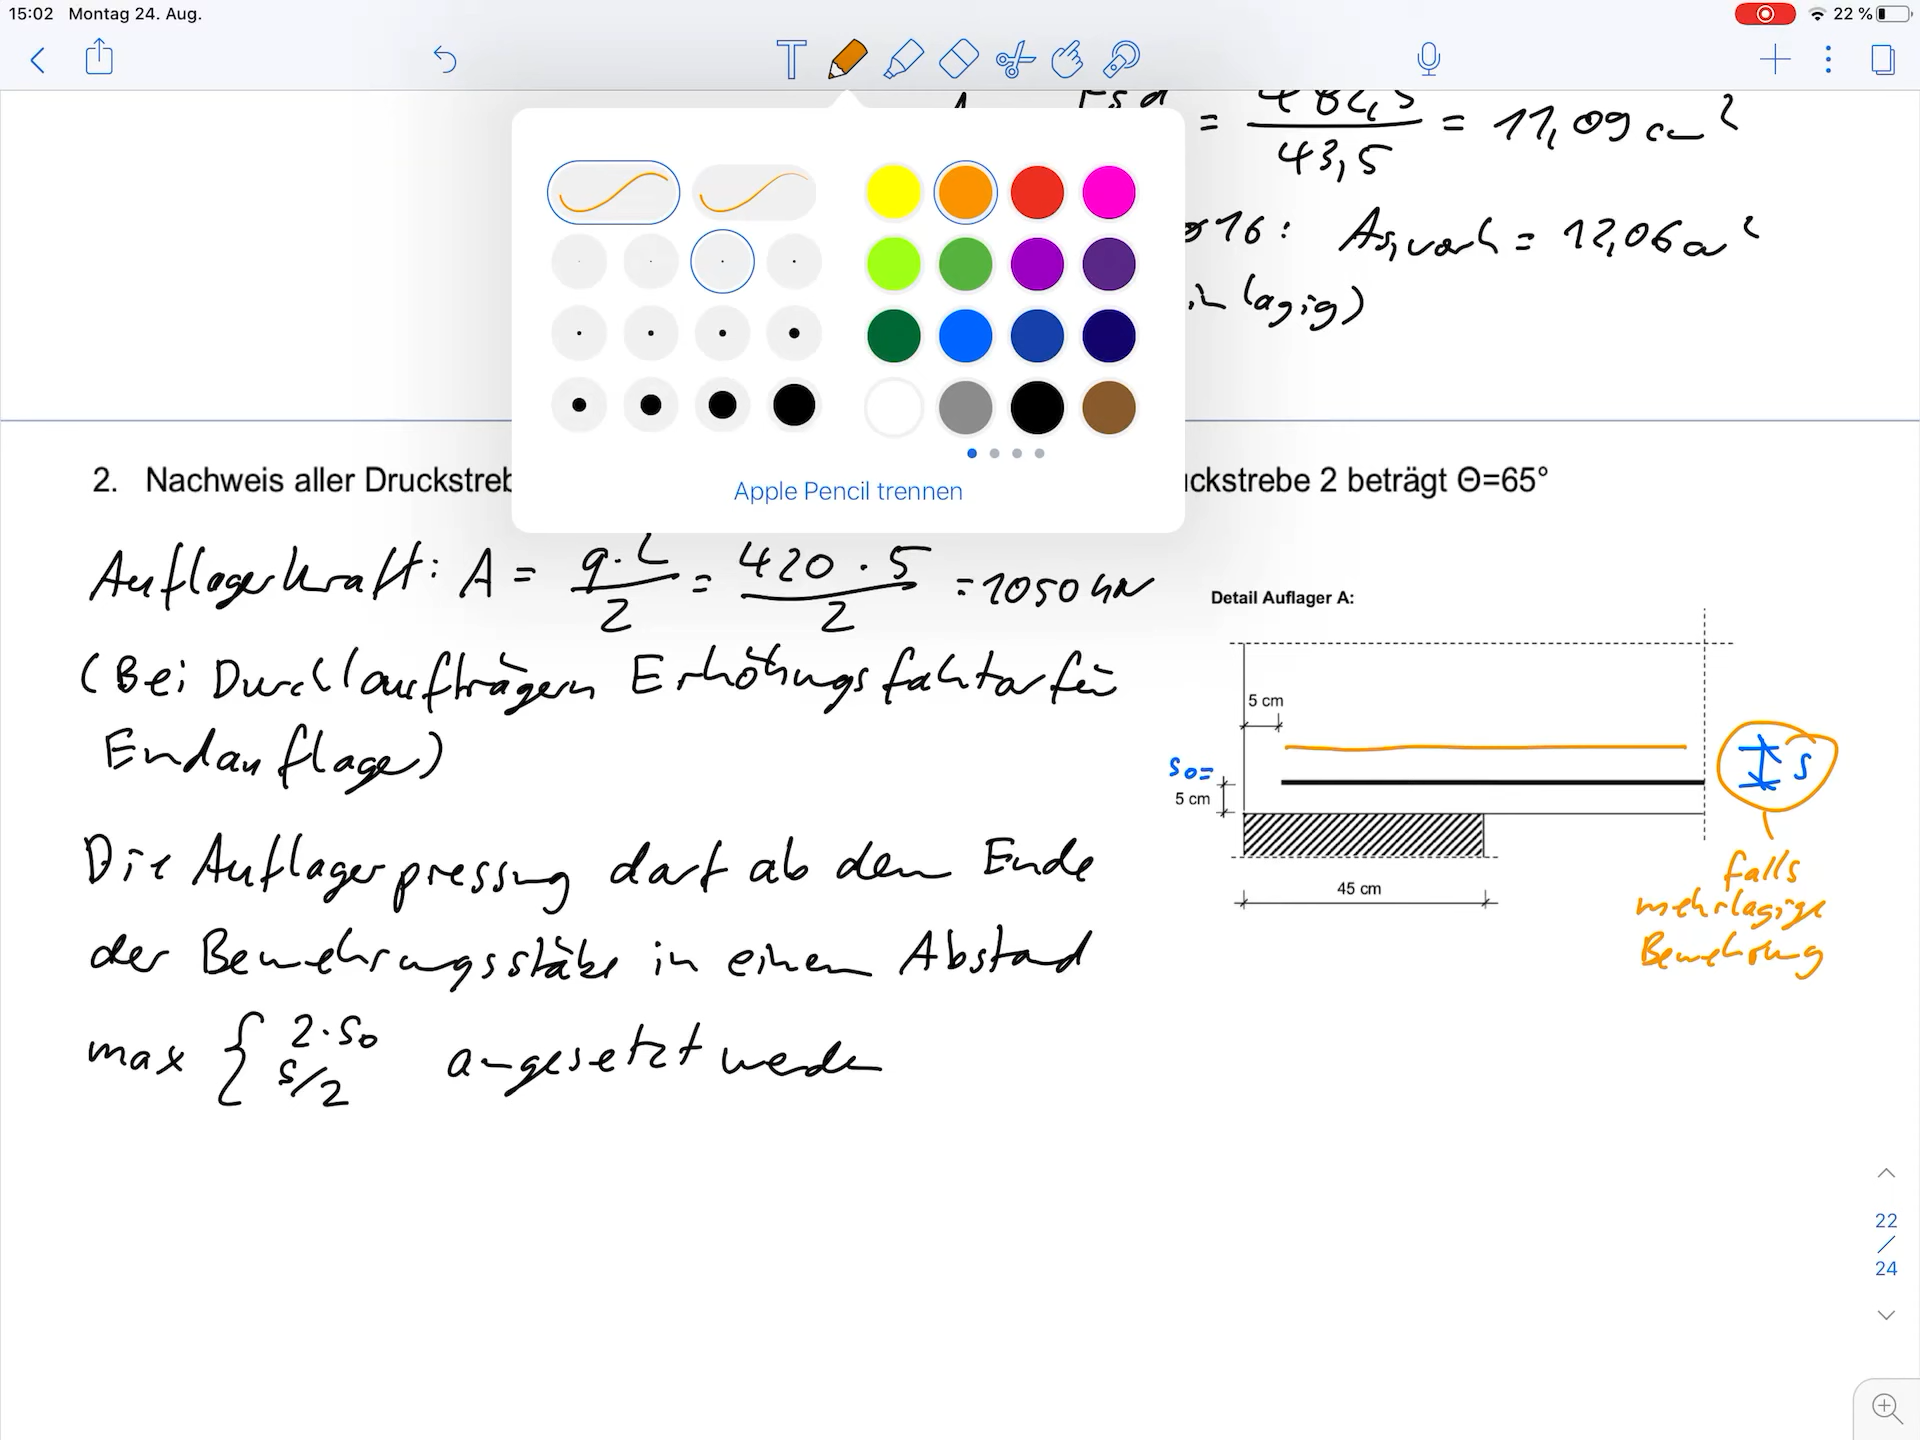 15:02 Montag 24. Aug. 22 %
= 482,5 / 43,5 = 11,09 cm²
ø16: As,vorh = 12,06 cm²
lagig)
Apple Pencil trennen
2. Nachweis aller Druckstreb ckstrebe 2 beträgt Θ=65°
Auflagerkraft: A = q·L / 2 = 420 · 5 / 2 = 1050 kN
(Bei Durchlaufträgern Erhöhungsfaktor für
Endauflage)
Die Auflagerpressung darf ab dem Ende
der Bewehrungsstäbe in einem Abstand
max { 2·s₀
s/2 angesetzt werden
Detail Auflager A:
5 cm
s₀=
5 cm
45 cm
s
falls
mehrlagige
Bewehrung
22
/
24